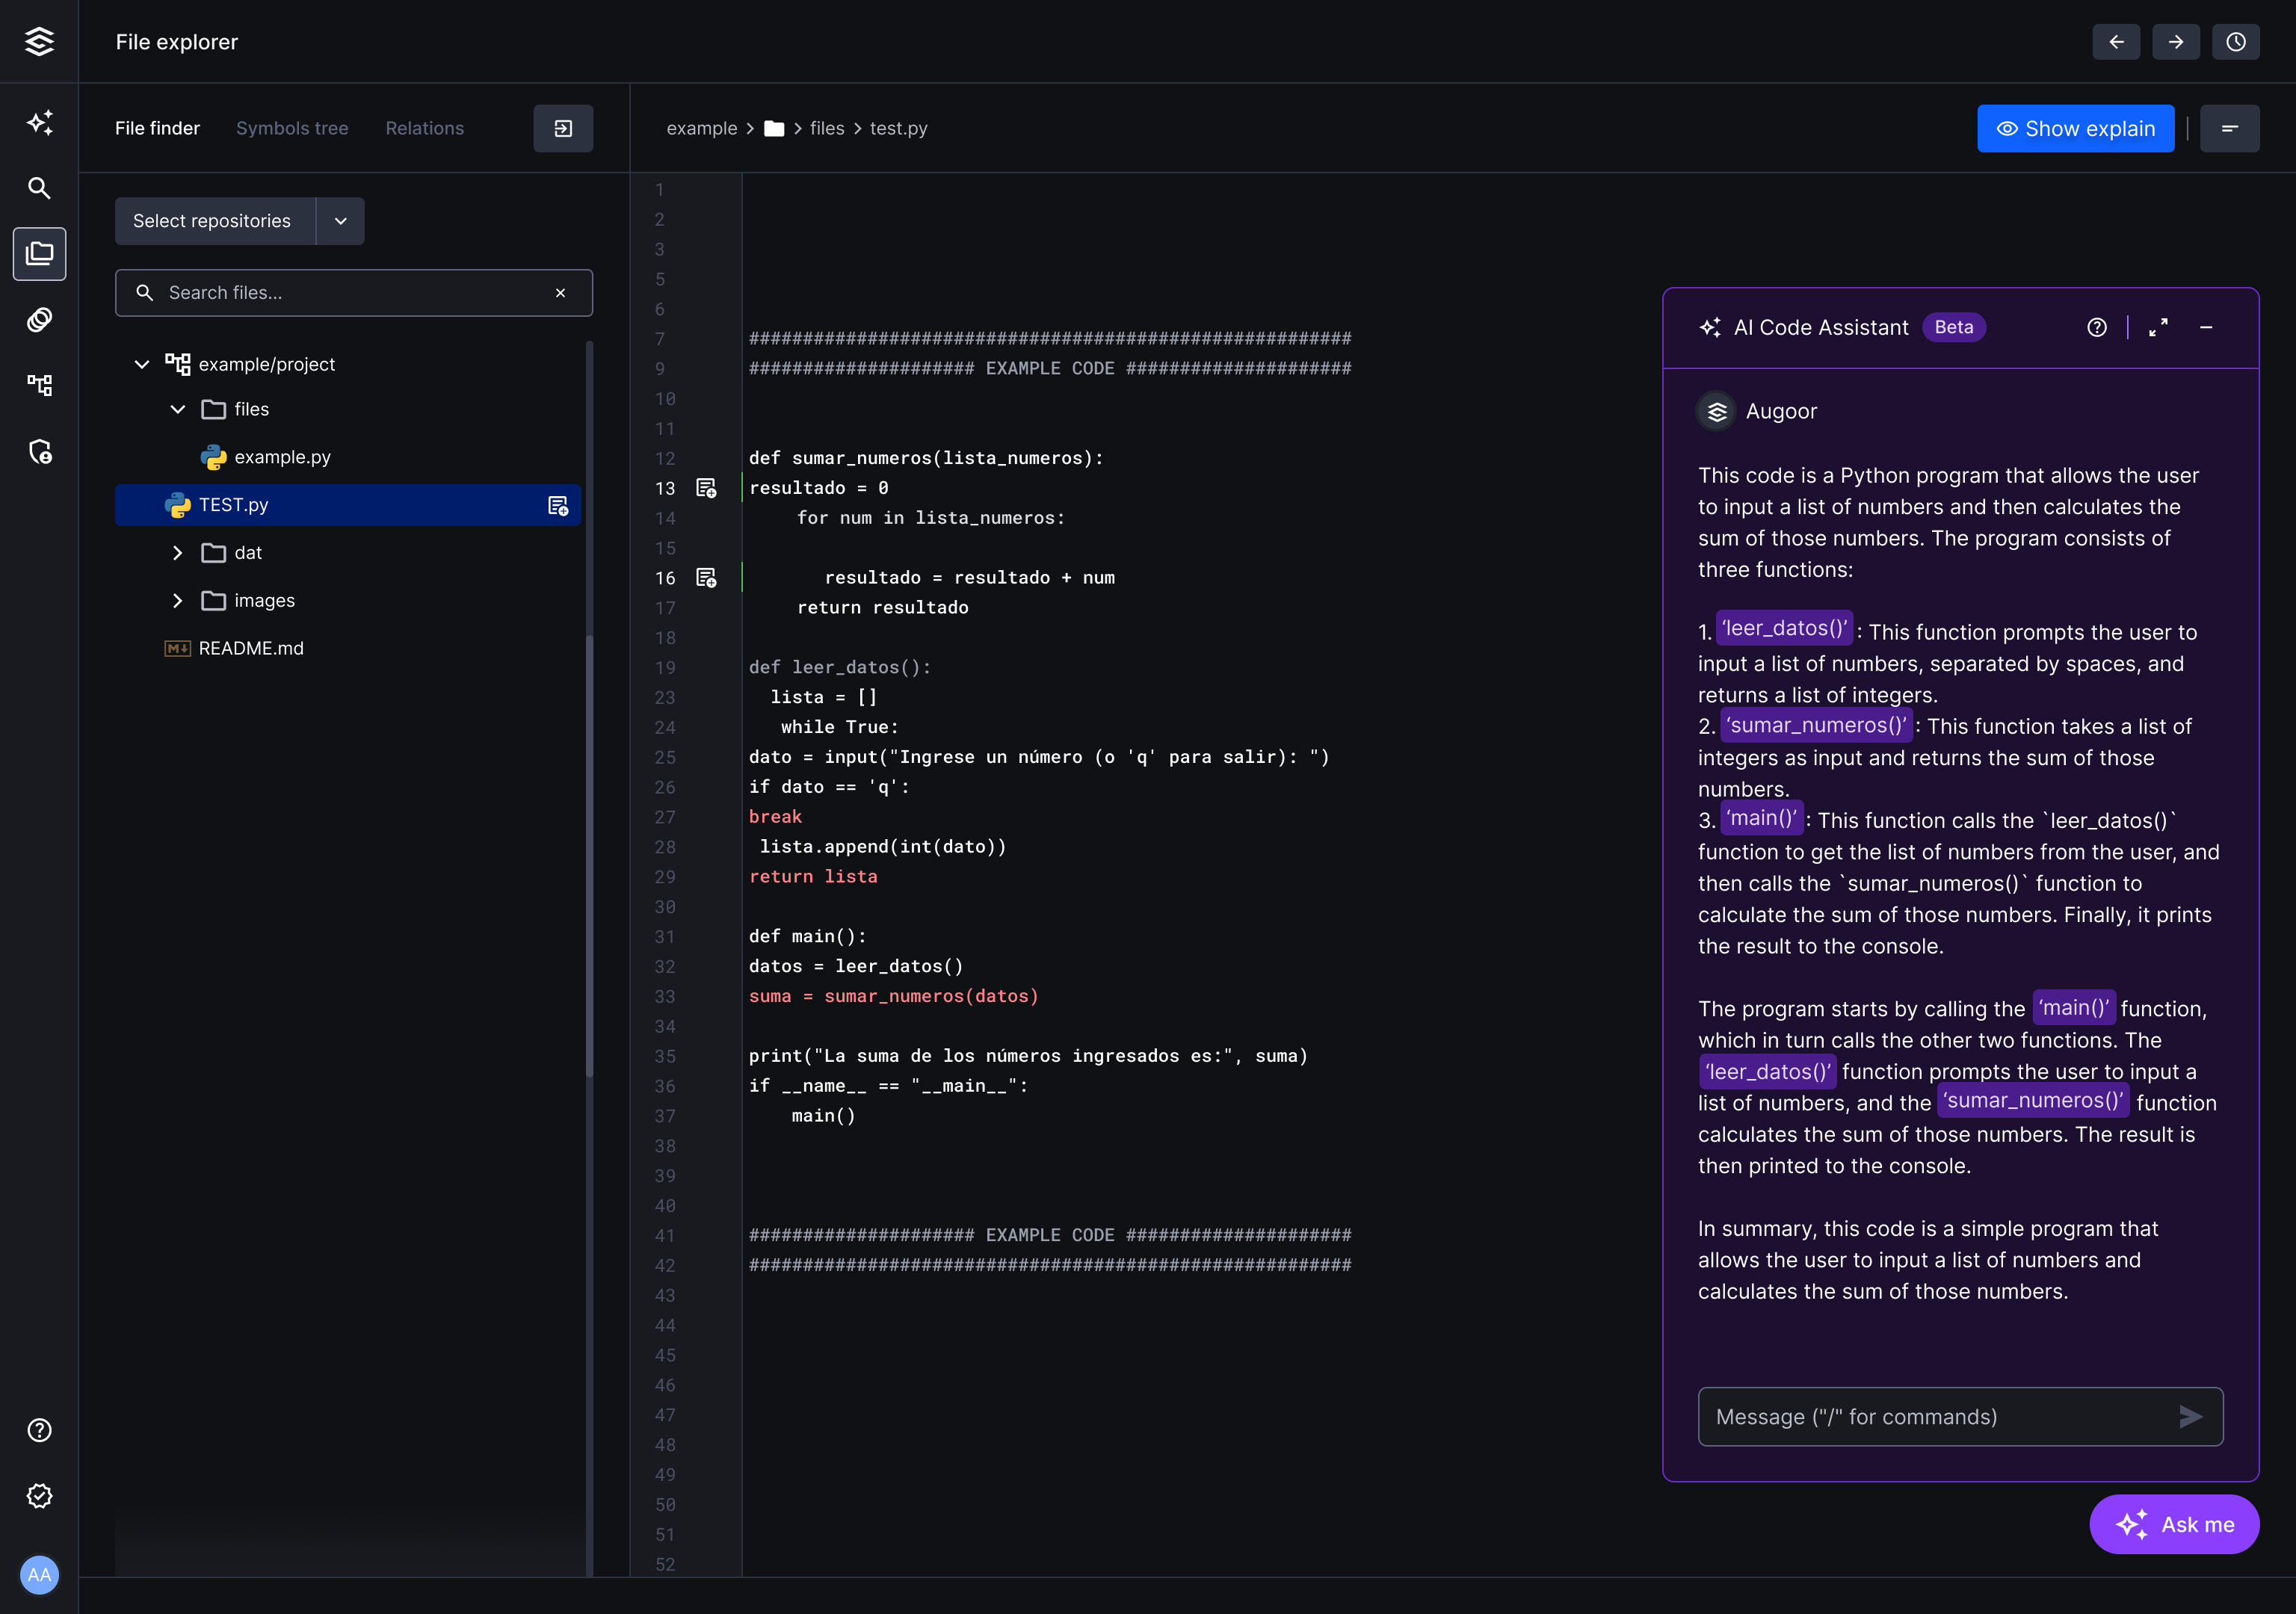 File explorer
File finder Symbols tree Relations
example files test.py
Show explain
Select repositories
Search files...
example/project
files
example.py
TEST.py
dat
images
README.md
AA
1
2
3
5
6
7 ########################################################
9 ##################### EXAMPLE CODE #####################
10
11
12 def sumar_numeros(lista_numeros):
13 resultado = 0
14 for num in lista_numeros:
15
16 resultado = resultado + num
17 return resultado
18
19 def leer_datos():
23 lista = []
24 while True:
25 dato = input("Ingrese un número (o 'q' para salir): ")
26 if dato == 'q':
27 break
28 lista.append(int(dato))
29 return lista
30
31 def main():
32 datos = leer_datos()
33 suma = sumar_numeros(datos)
34
35 print("La suma de los números ingresados es:", suma)
36 if __name__ == "__main__":
37 main()
38
39
40
41 ##################### EXAMPLE CODE #####################
42 ########################################################
43
44
45
46
47
48
49
50
51
52
AI Code Assistant Beta
Augoor
This code is a Python program that allows the user
to input a list of numbers and then calculates the
sum of those numbers. The program consists of
three functions:
1. ‘leer_datos()’ : This function prompts the user to
input a list of numbers, separated by spaces, and
returns a list of integers.
2. ‘sumar_numeros()’ : This function takes a list of
integers as input and returns the sum of those
numbers.
3. ‘main()’ : This function calls the `leer_datos()`
function to get the list of numbers from the user, and
then calls the `sumar_numeros()` function to
calculate the sum of those numbers. Finally, it prints
the result to the console.
The program starts by calling the ‘main()’ function,
which in turn calls the other two functions. The
‘leer_datos()’ function prompts the user to input a
list of numbers, and the ‘sumar_numeros()’ function
calculates the sum of those numbers. The result is
then printed to the console.
In summary, this code is a simple program that
allows the user to input a list of numbers and
calculates the sum of those numbers.
Message ("/" for commands)
Ask me